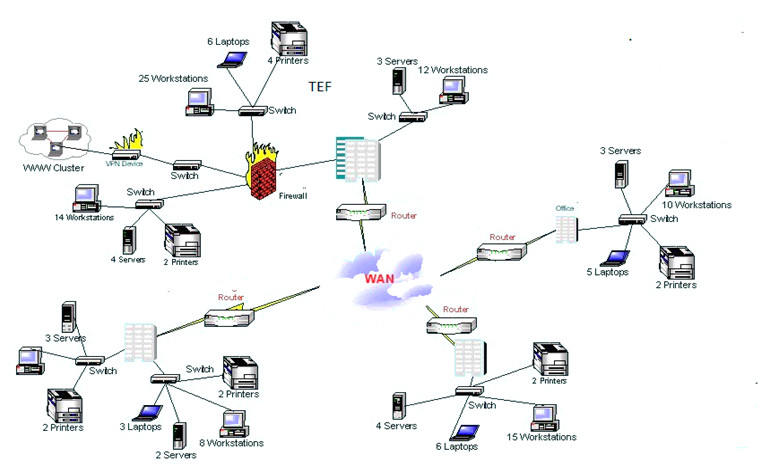 6 Laptops
4 Printers
25 Workstations
TEF
3 Servers
12 Workstations
Switch
Switch
WWW Cluster
VPN Device
Switch
Firewall
Switch
14 Workstations
4 Servers
2 Printers
Router
3 Servers
10 Workstations
Office
Switch
Router
5 Laptops
2 Printers
WAN
Router
Router
3 Servers
Switch
Switch
2 Printers
2 Printers
3 Laptops
8 Workstations
2 Servers
2 Printers
Switch
4 Servers
15 Workstations
6 Laptops